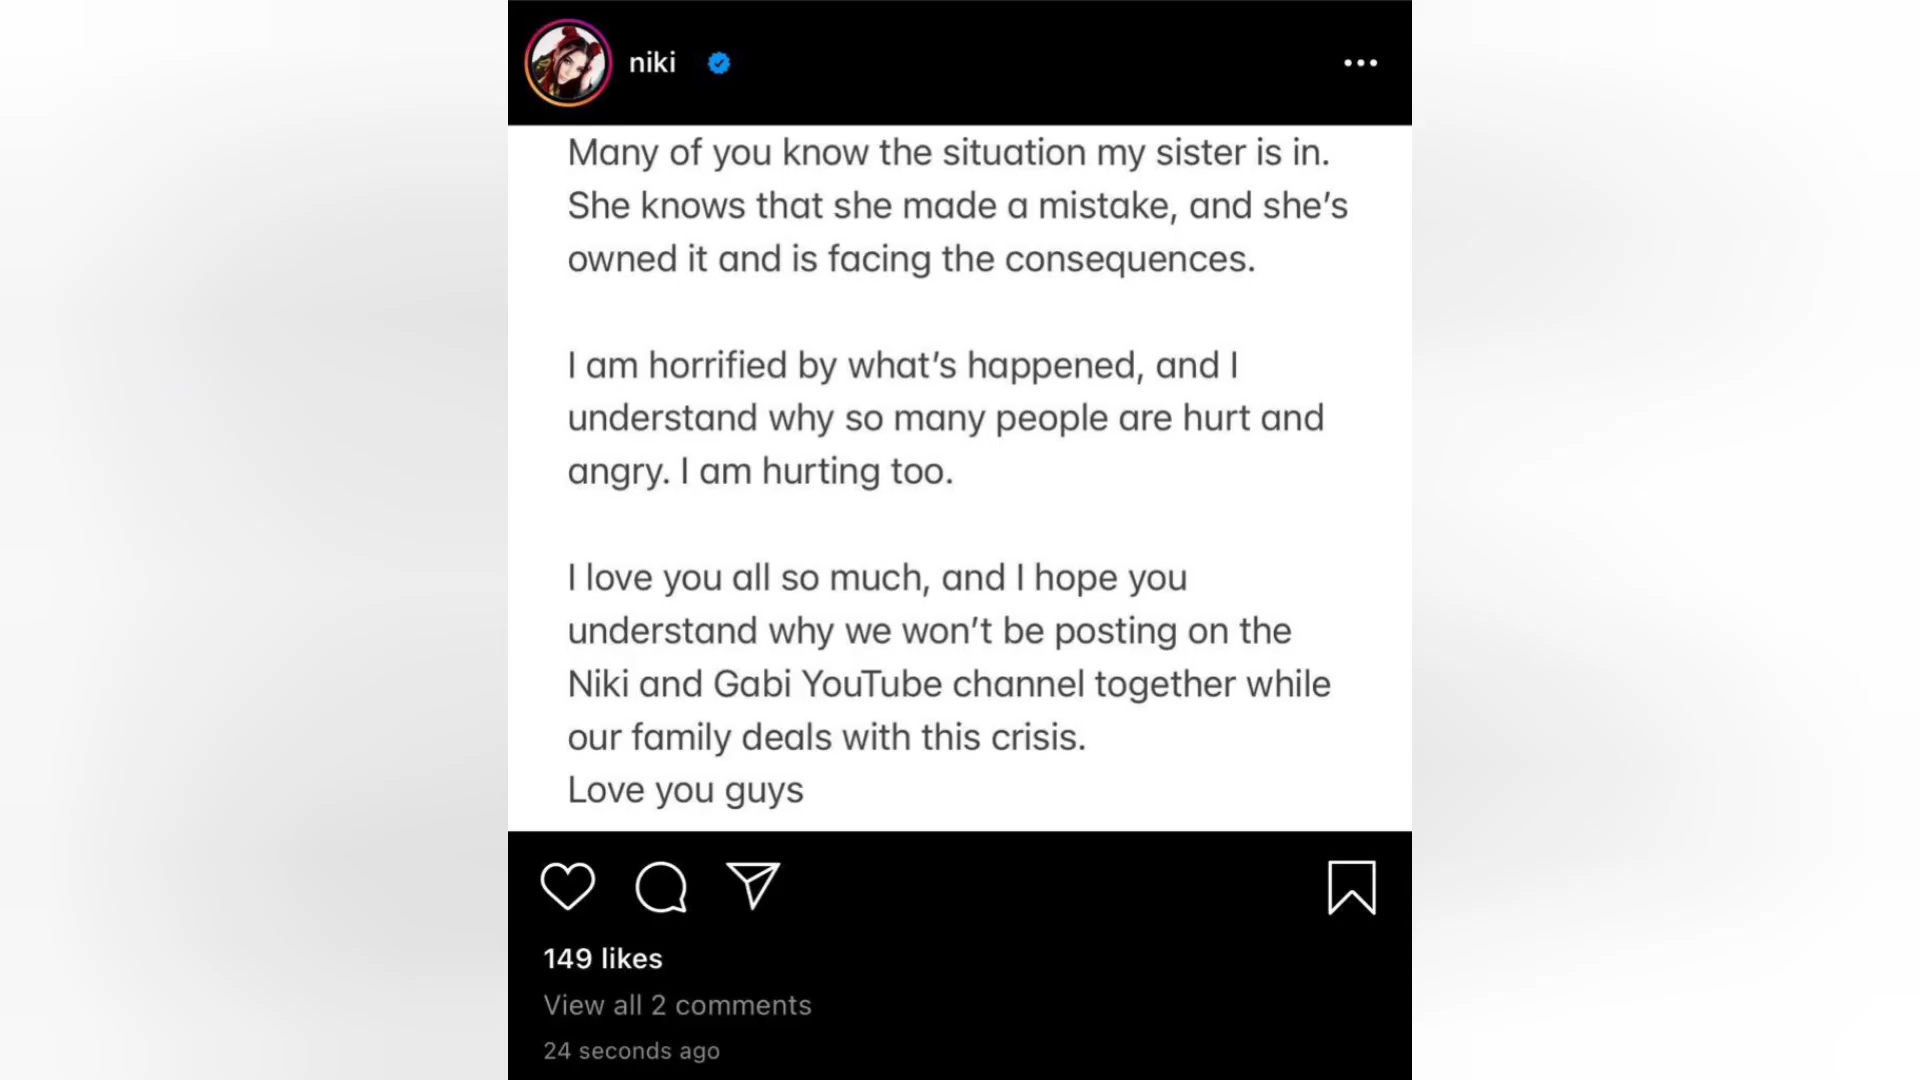 niki
Many of you know the situation my sister is in.
She knows that she made a mistake, and she’s
owned it and is facing the consequences.
I am horrified by what’s happened, and I
understand why so many people are hurt and
angry. I am hurting too.
I love you all so much, and I hope you
understand why we won’t be posting on the
Niki and Gabi YouTube channel together while
our family deals with this crisis.
Love you guys
149 likes
View all 2 comments
24 seconds ago